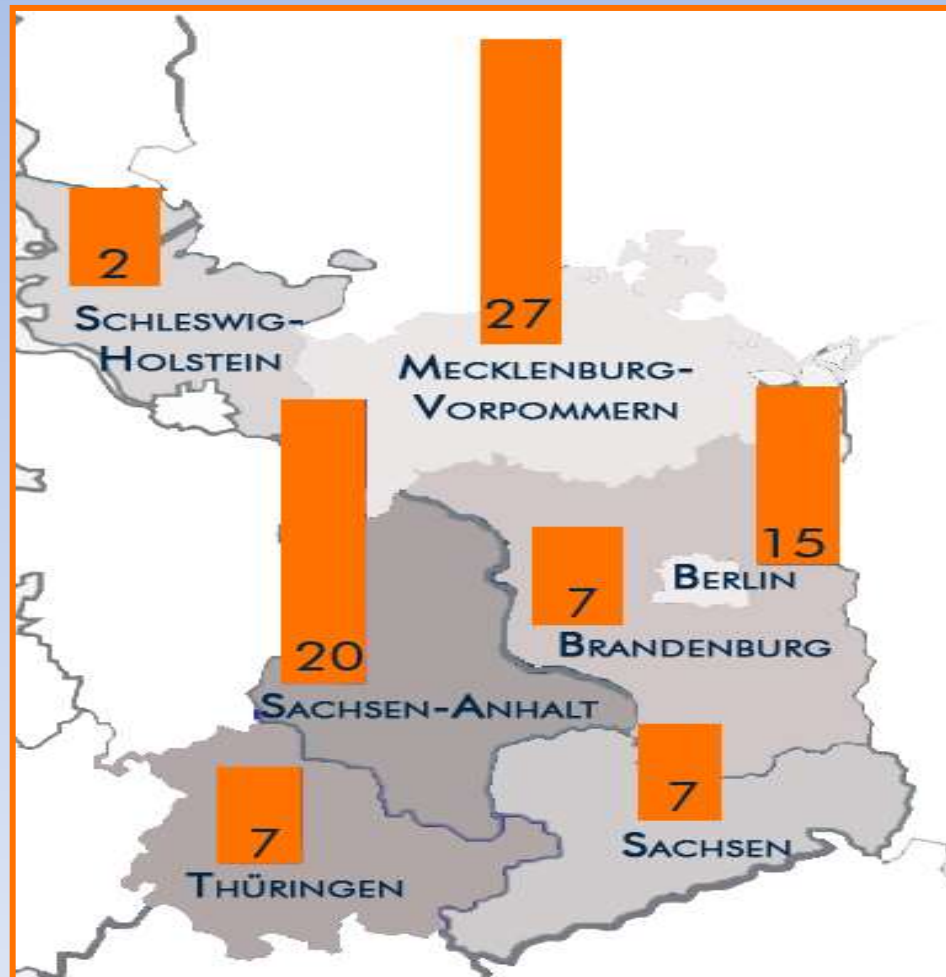 2
SCHLESWIG-
HOLSTEIN
27
MECKLENBURG-
VORPOMMERN
15
BERLIN
7
BRANDENBURG
20
SACHSEN-ANHALT
7
SACHSEN
7
THÜRINGEN